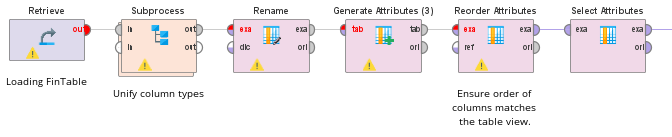 Retrieve
Subprocess
Rename
Generate Attributes (3)
Reorder Attributes
Select Attributes
out
in
out
exa
exa
tab
tab
exa
exa
exa
exa
in
out
dic
ori
ori
ref
ori
ori
Loading FinTable
Unify column types
Ensure order of
columns matches
the table view.